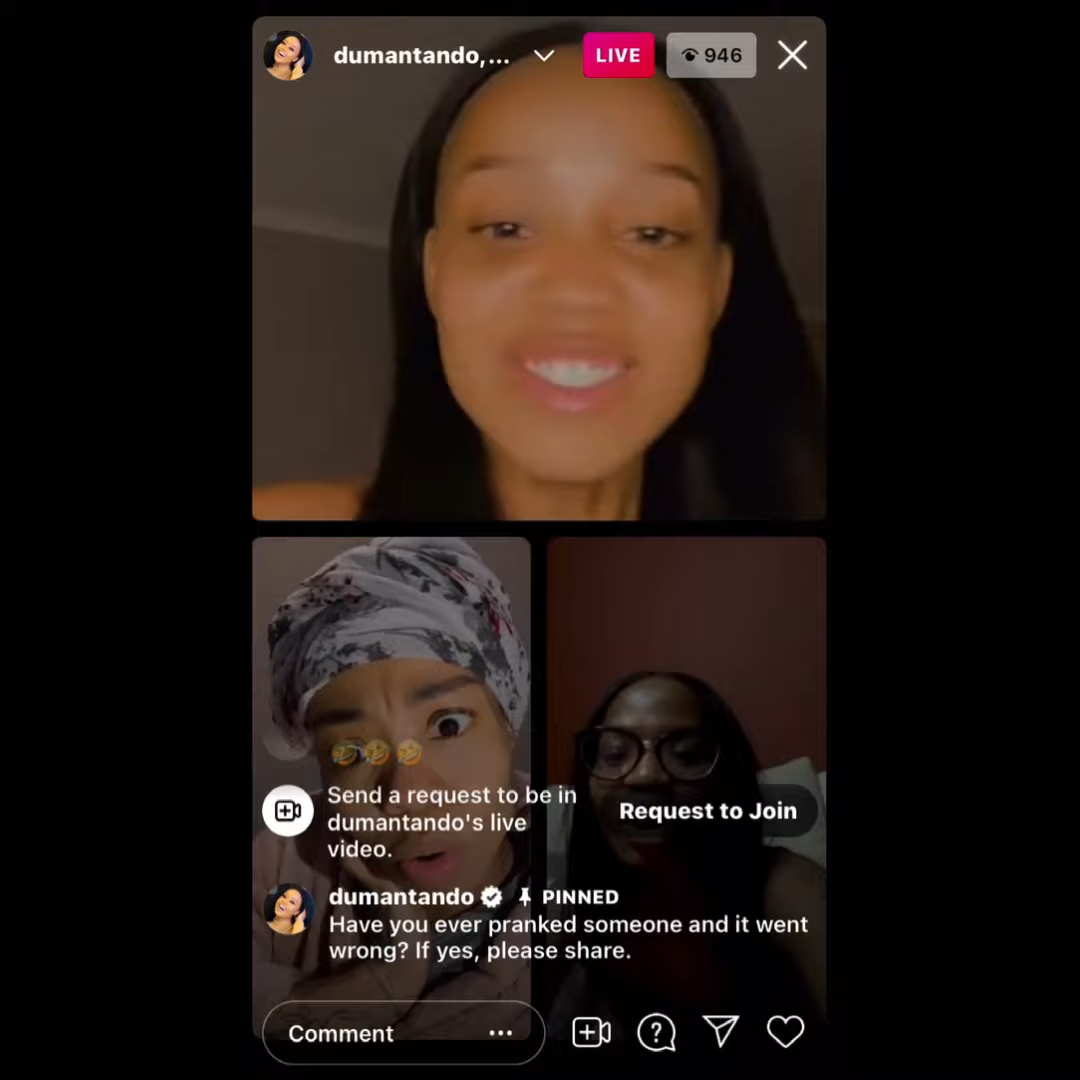 dumantando,...
LIVE
946
Send a request to be in
dumantando's live
video.
Request to Join
dumantando PINNED
Have you ever pranked someone and it went
wrong? If yes, please share.
Comment